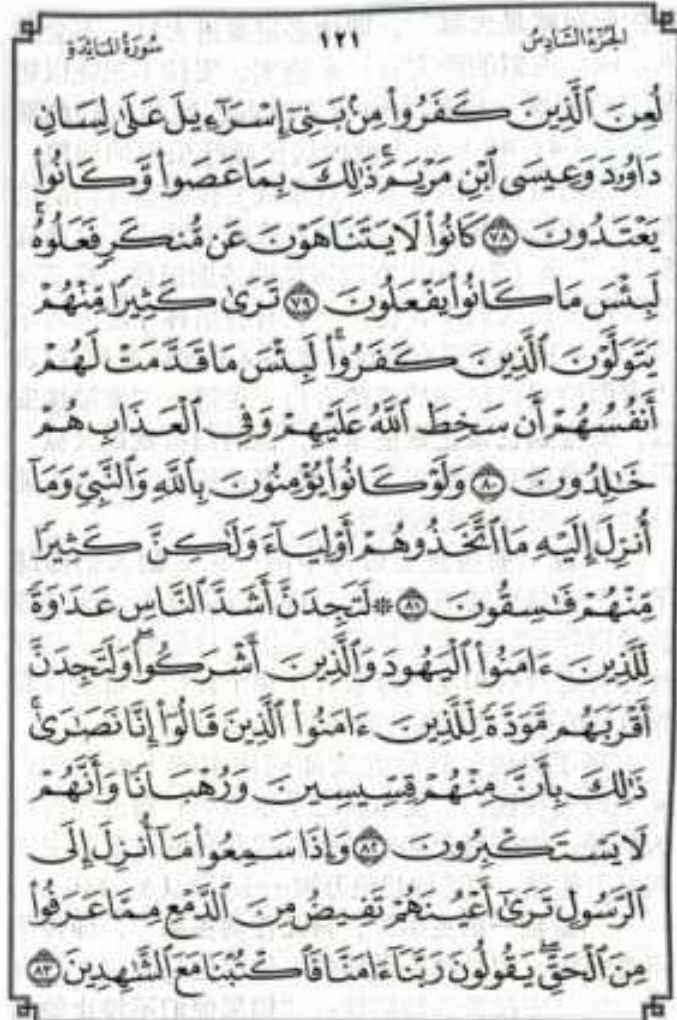 الجزء السادس ١٢١ سورة المائدة
لُعِنَ ٱلَّذِينَ كَفَرُوا۟ مِنۢ بَنِىٓ إِسْرَٰٓءِيلَ عَلَىٰ لِسَانِ
دَاوُۥدَ وَعِيسَى ٱبْنِ مَرْيَمَ ۚ ذَٰلِكَ بِمَا عَصَوا۟ وَّكَانُوا۟
يَعْتَدُونَ ۝٧٨ كَانُوا۟ لَا يَتَنَاهَوْنَ عَن مُّنكَرٍ فَعَلُوهُ ۚ
لَبِئْسَ مَا كَانُوا۟ يَفْعَلُونَ ۝٧٩ تَرَىٰ كَثِيرًا مِّنْهُمْ
يَتَوَلَّوْنَ ٱلَّذِينَ كَفَرُوا۟ ۚ لَبِئْسَ مَا قَدَّمَتْ لَهُمْ
أَنفُسُهُمْ أَن سَخِطَ ٱللَّهُ عَلَيْهِمْ وَفِى ٱلْعَذَابِ هُمْ
خَٰلِدُونَ ۝٨٠ وَلَوْ كَانُوا۟ يُؤْمِنُونَ بِٱللَّهِ وَٱلنَّبِىِّ وَمَآ
أُنزِلَ إِلَيْهِ مَا ٱتَّخَذُوهُمْ أَوْلِيَآءَ وَلَٰكِنَّ كَثِيرًا
مِّنْهُمْ فَٰسِقُونَ ۝٨١ ۞ لَتَجِدَنَّ أَشَدَّ ٱلنَّاسِ عَدَٰوَةً
لِّلَّذِينَ ءَامَنُوا۟ ٱلْيَهُودَ وَٱلَّذِينَ أَشْرَكُوا۟ ۖ وَلَتَجِدَنَّ
أَقْرَبَهُم مَّوَدَّةً لِّلَّذِينَ ءَامَنُوا۟ ٱلَّذِينَ قَالُوٓا۟ إِنَّا نَصَٰرَىٰ ۚ
ذَٰلِكَ بِأَنَّ مِنْهُمْ قِسِّيسِينَ وَرُهْبَانًا وَأَنَّهُمْ
لَا يَسْتَكْبِرُونَ ۝٨٢ وَإِذَا سَمِعُوا۟ مَآ أُنزِلَ إِلَى
ٱلرَّسُولِ تَرَىٰٓ أَعْيُنَهُمْ تَفِيضُ مِنَ ٱلدَّمْعِ مِمَّا عَرَفُوا۟
مِنَ ٱلْحَقِّ ۖ يَقُولُونَ رَبَّنَآ ءَامَنَّا فَٱكْتُبْنَا مَعَ ٱلشَّٰهِدِينَ ۝٨٣